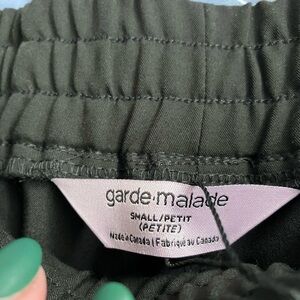 garde·malade
SMALL/PETIT
(PETITE)
Made in Canada | Fabriqué au Canada